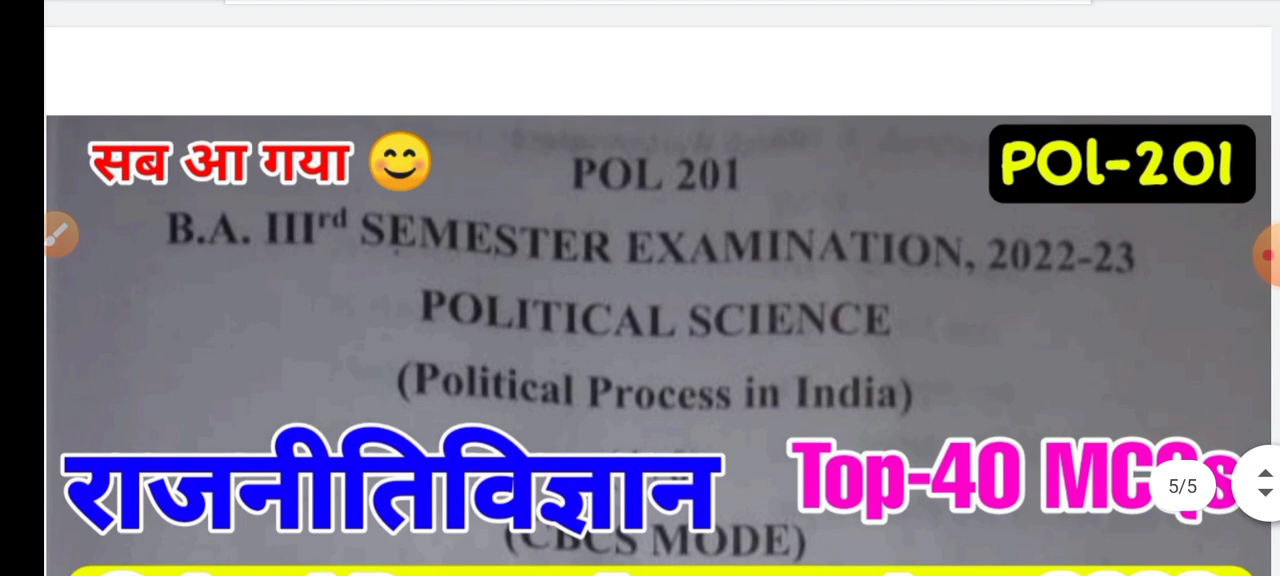 सब आ गया
POL 201
POl-201
B.A. IIIrd SEMESTER EXAMINATION, 2022-23
POLITICAL SCIENCE
(Political Process in India)
राजनीतिविज्ञान
Top-40 MCQs
5/5
(CBCS MODE)